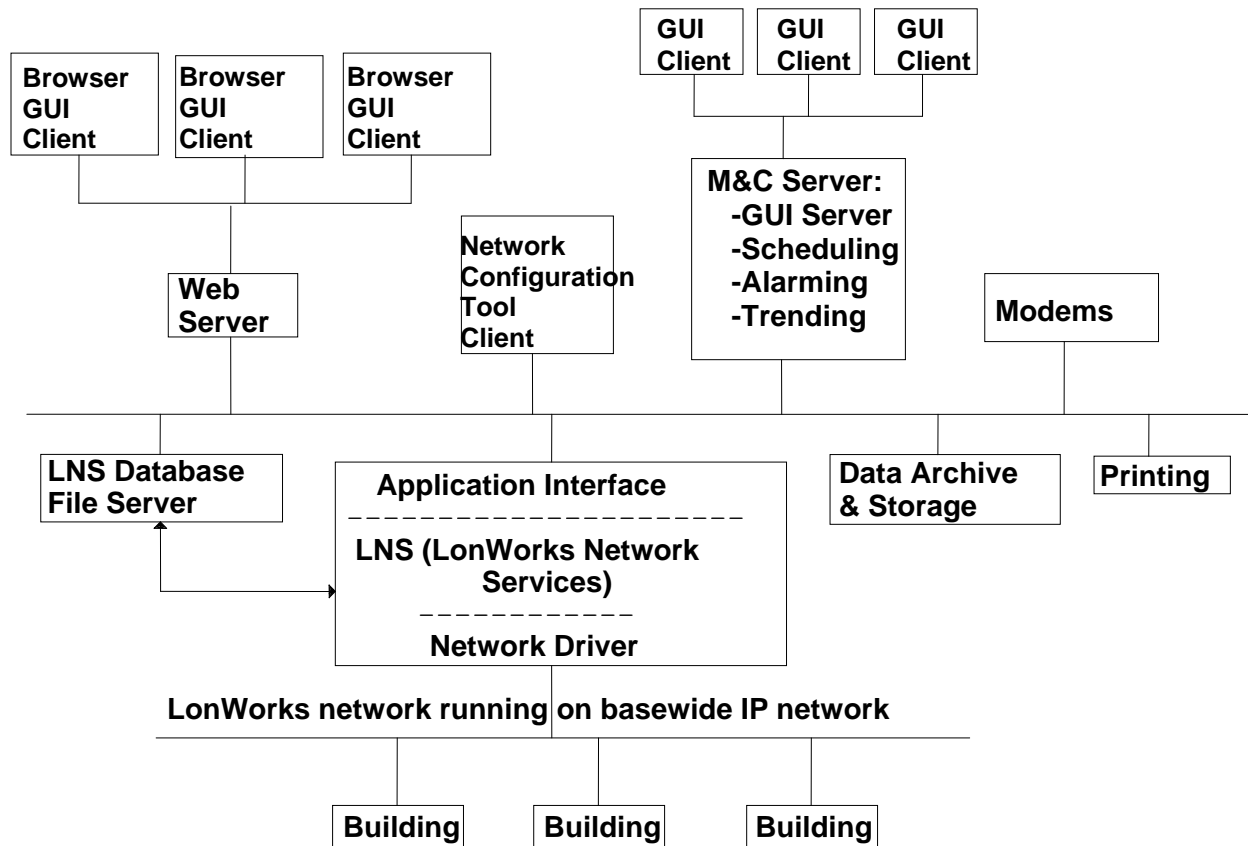 GUI
Client
GUI
Client
GUI
Client
Browser
GUI
Client
Browser
GUI
Client
Browser
GUI
Client
M&C Server:
-GUI Server
-Scheduling
-Alarming
-Trending
Network
Configuration
Tool
Client
Web
Server
Modems
LNS Database
File Server
Application Interface
LNS (LonWorks Network
Services)
Network Driver
Data Archive
& Storage
Printing
LonWorks network running on basewide IP network
Building
Building
Building